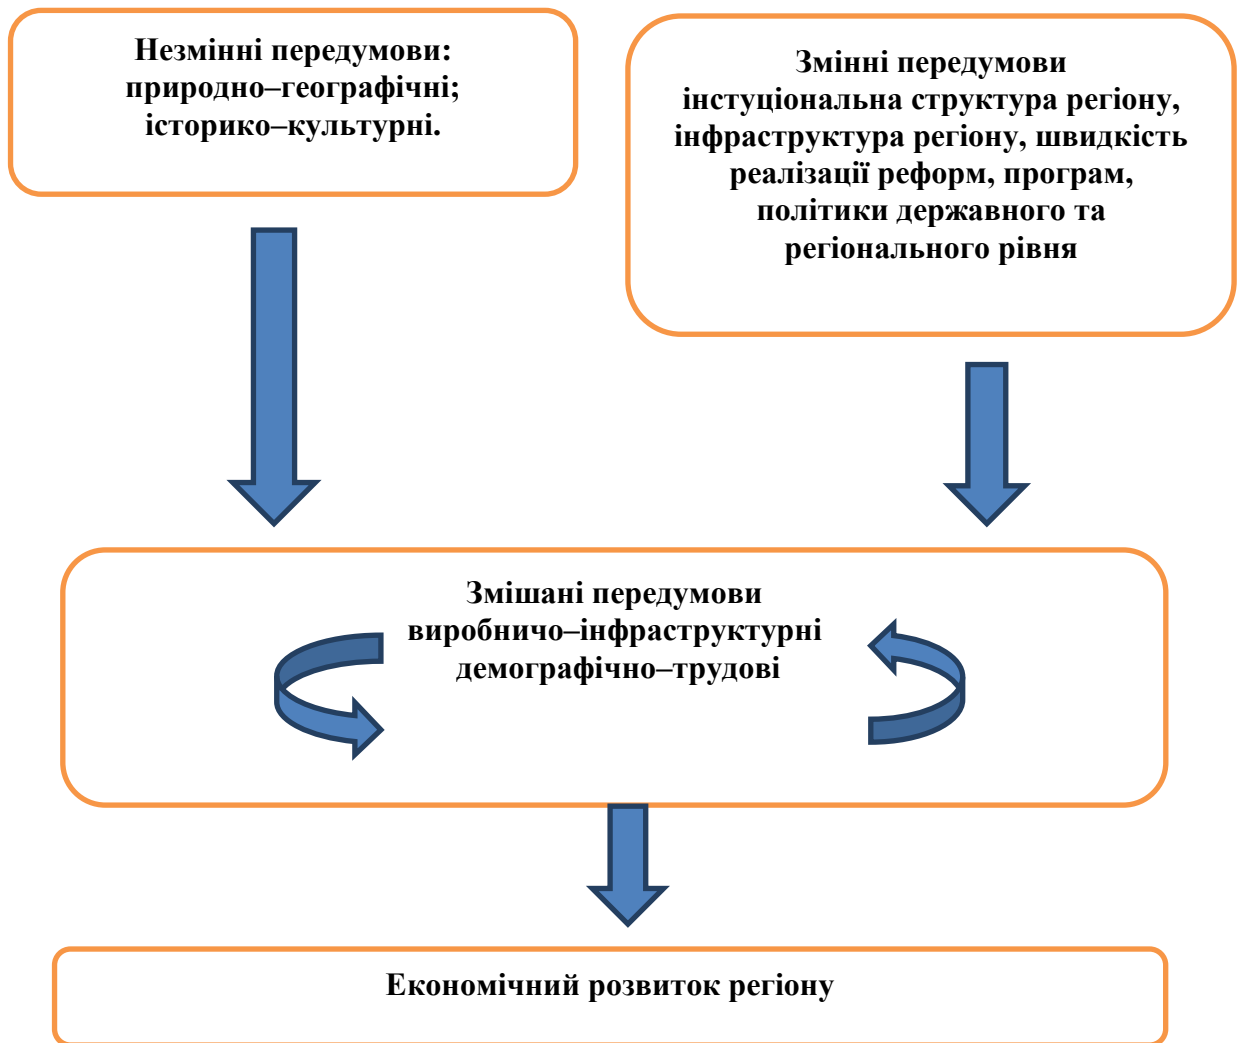 Незмінні передумови:
природно–географічні;
історико–культурні.
Змінні передумови
інстуціональна структура регіону,
інфраструктура регіону, швидкість
реалізації реформ, програм,
політики державного та
регіонального рівня
Змішані передумови
виробничо–інфраструктурні
демографічно–трудові
Економічний розвиток регіону